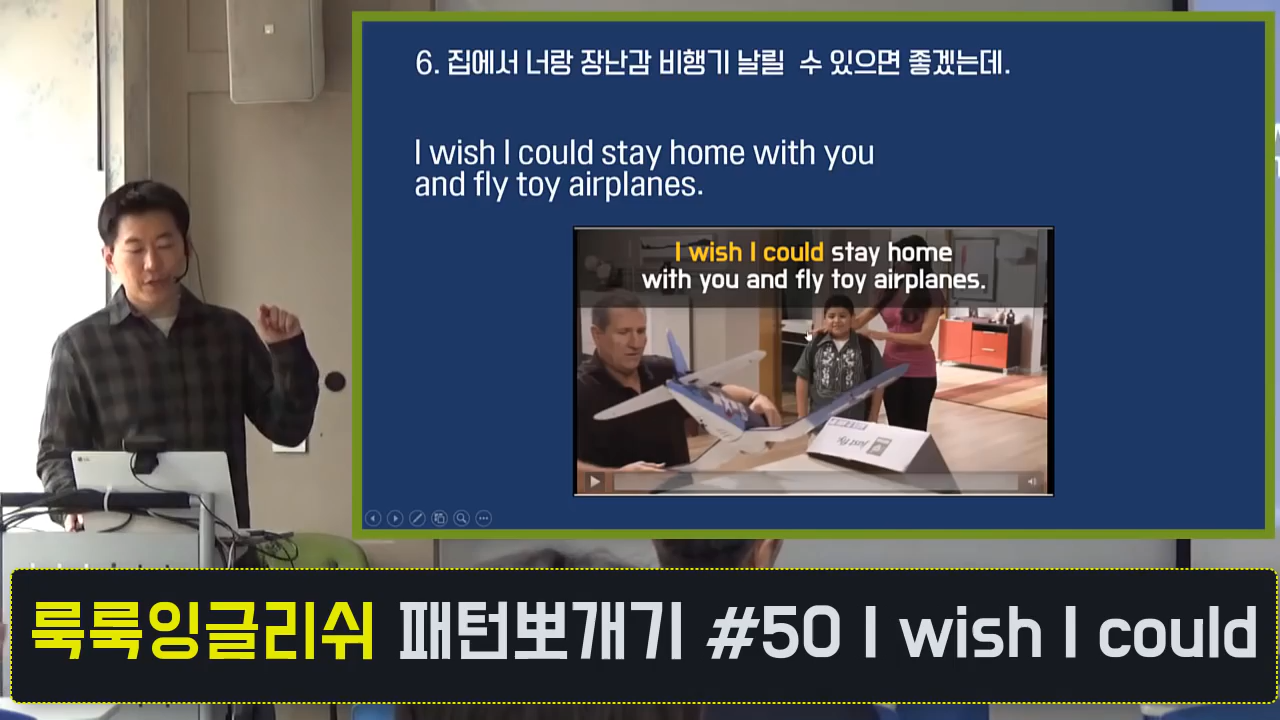 6. 집에서 너랑 장난감 비행기 날릴 수 있으면 좋겠는데.
I wish I could stay home with you
and fly toy airplanes.
I wish I could stay home
with you and fly toy airplanes.
룩룩잉글리쉬 패턴뽀개기 #50 I wish I could